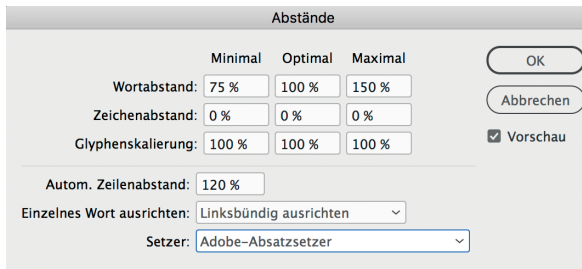 Abstände
Minimal Optimal Maximal
Wortabstand: 75 % 100 % 150 %
Zeichenabstand: 0 % 0 % 0 %
Glyphenskalierung: 100 % 100 % 100 %
Autom. Zeilenabstand: 120 %
Einzelnes Wort ausrichten: Linksbündig ausrichten
Setzer: Adobe-Absatzsetzer
OK
Abbrechen
Vorschau